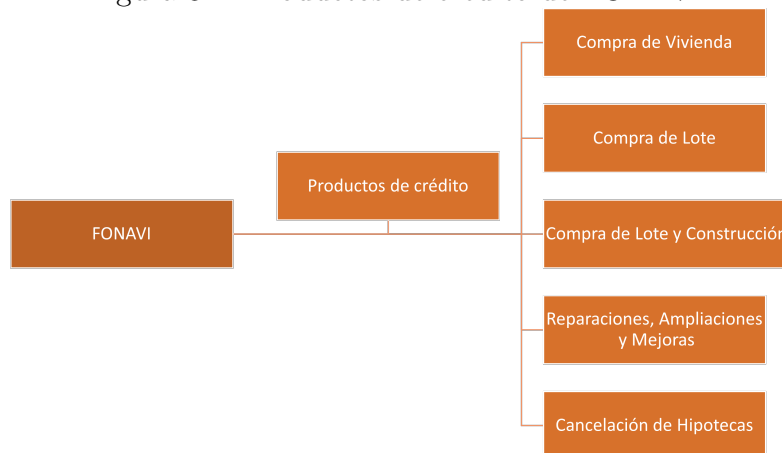 Compra de Vivienda
Compra de Lote
Productos de crédito
FONAVI
Compra de Lote y Construcción
Reparaciones, Ampliaciones
y Mejoras
Cancelación de Hipotecas